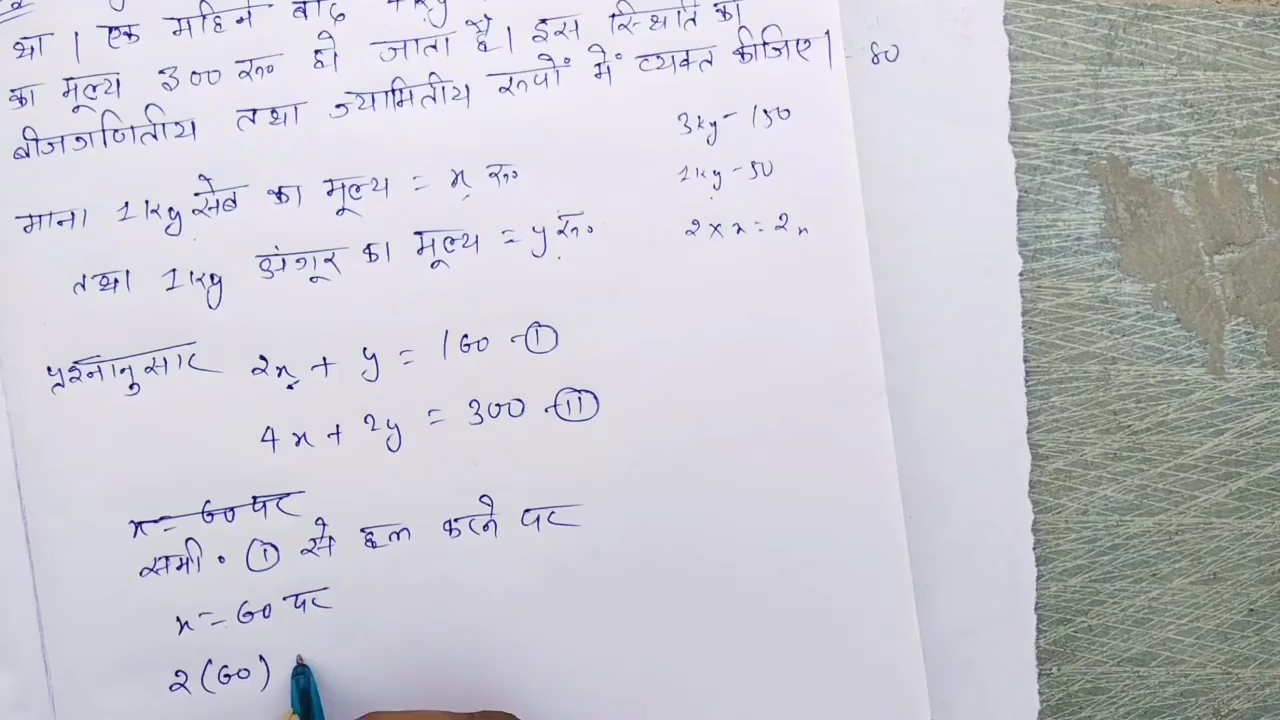 था । एक महिने बाद
का मूल्य 300 रू० हो जाता है। इस स्थिति का
बीजगणितीय तथा ज्यामितीय रूपों में व्यक्त कीजिए। - 80
3kg - 150
माना 1kg सेब का मूल्य = x रू०
1kg - 50
तथा 1kg अंगूर का मूल्य = y रू०
2 × x = 2x
प्रश्नानुसार 2x + y = 160 - I
4x + 2y = 300 - II
x = 60 पर
समी० I से हल करने पर
x = 60 पर
2(60)